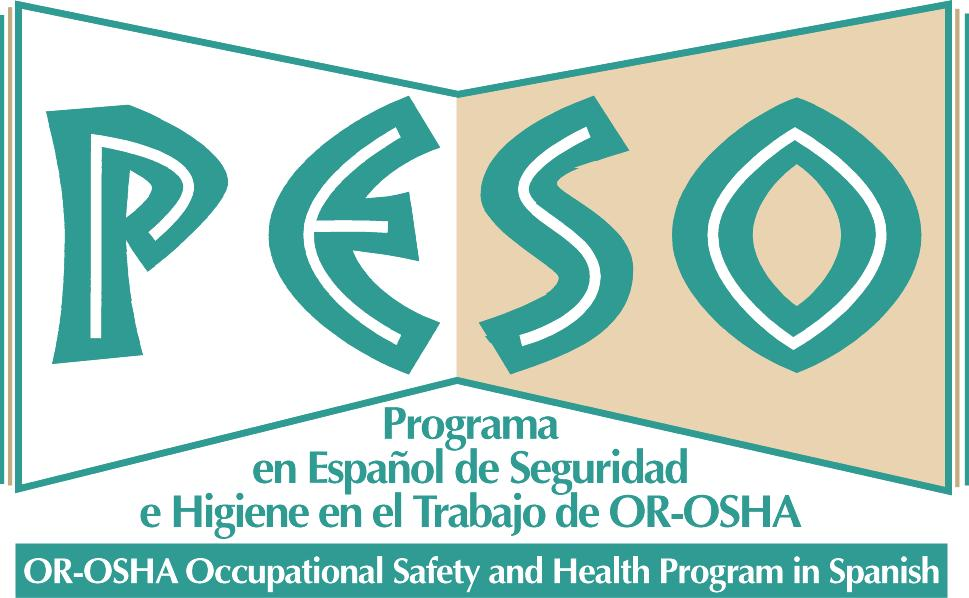 PESO
Programa
en Español de Seguridad
e Higiene en el Trabajo de OR-OSHA
OR-OSHA Occupational Safety and Health Program in Spanish